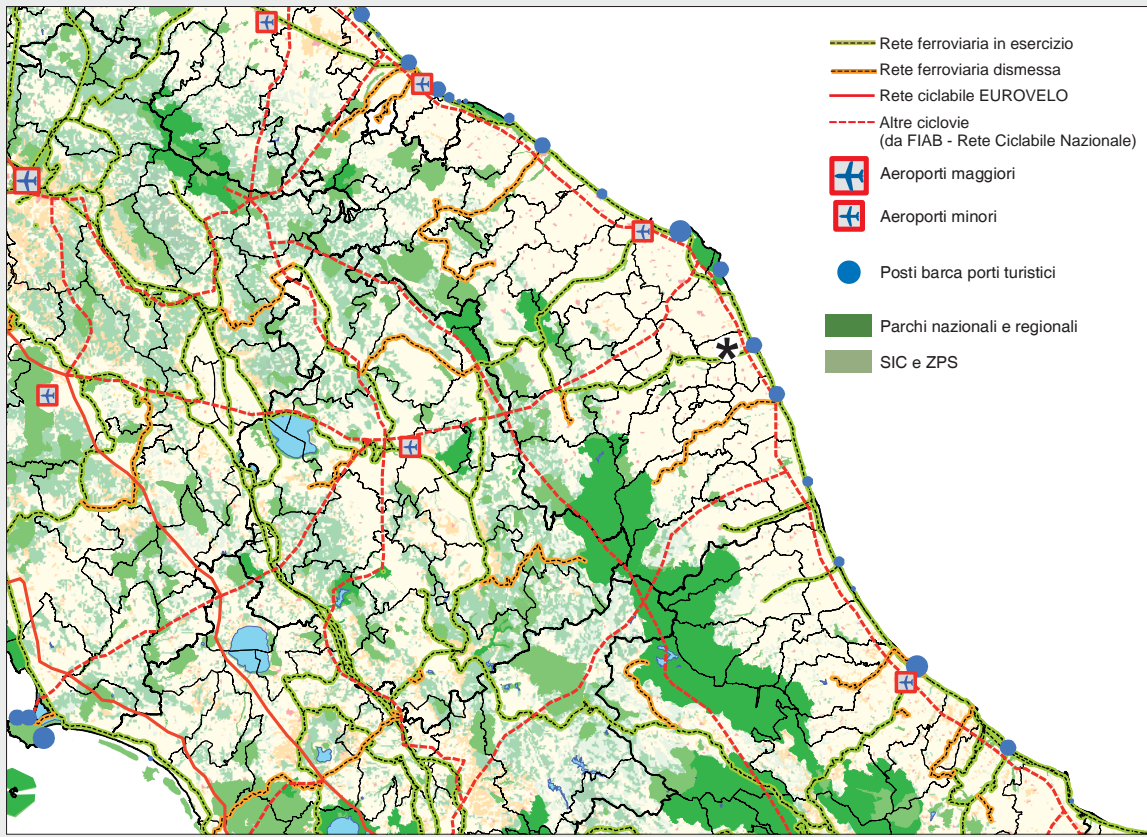 Rete ferroviaria in esercizio
Rete ferroviaria dismessa
Rete ciclabile EUROVELO
Altre ciclovie
(da FIAB - Rete Ciclabile Nazionale)
Aeroporti maggiori
Aeroporti minori
Posti barca porti turistici
Parchi nazionali e regionali
SIC e ZPS
*